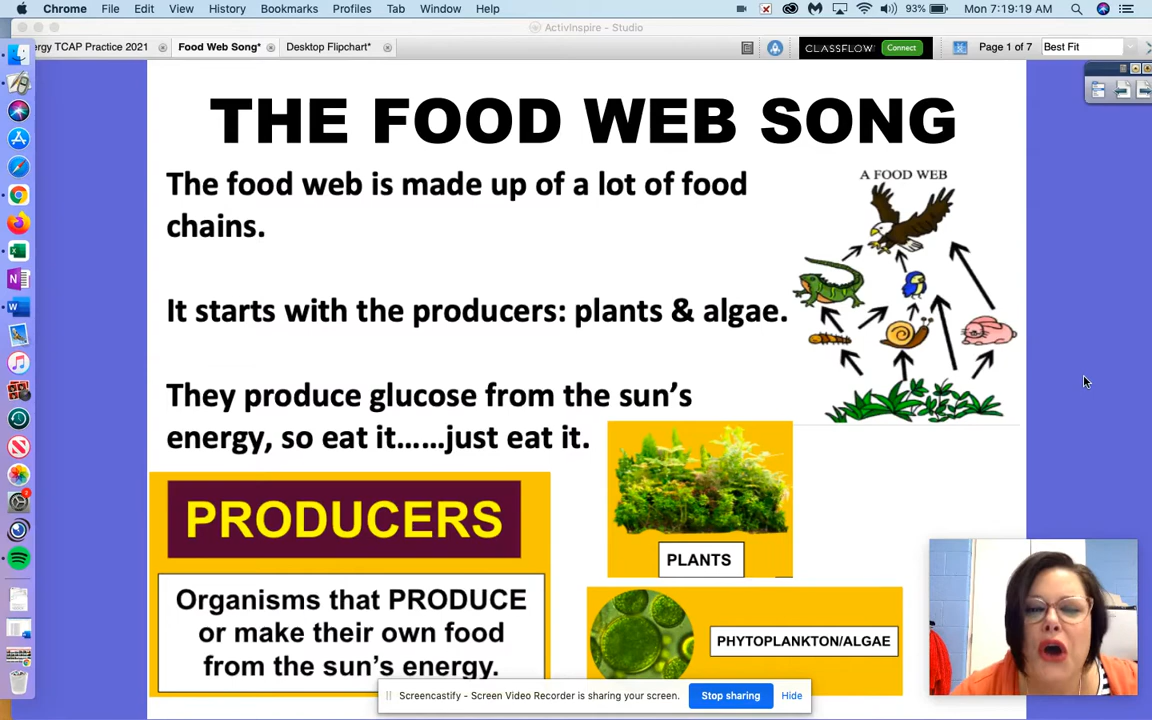 Chrome File Edit View History Bookmarks Profiles Tab Window Help 93% Mon 7:19:19 AM
ActivInspire - Studio
ergy TCAP Practice 2021 Food Web Song* Desktop Flipchart* CLASSFLOW Connect Page 1 of 7 Best Fit
THE FOOD WEB SONG
The food web is made up of a lot of food
chains.
A FOOD WEB
It starts with the producers: plants & algae.
They produce glucose from the sun's
energy, so eat it......just eat it.
PRODUCERS
PLANTS
Organisms that PRODUCE
or make their own food
from the sun's energy.
PHYTOPLANKTON/ALGAE
Screencastify - Screen Video Recorder is sharing your screen. Stop sharing Hide